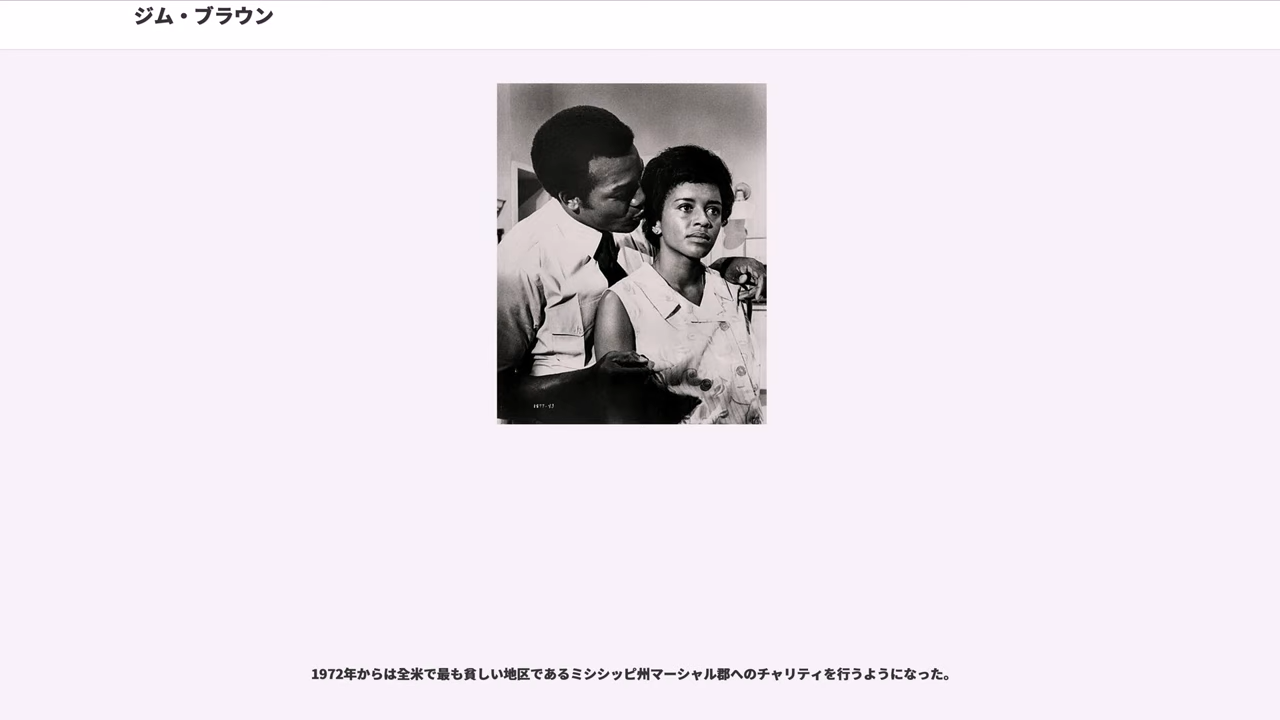 ジム・ブラウン
1972年からは全米で最も貧しい地区であるミシシッピ州マーシャル郡へのチャリティを行うようになった。